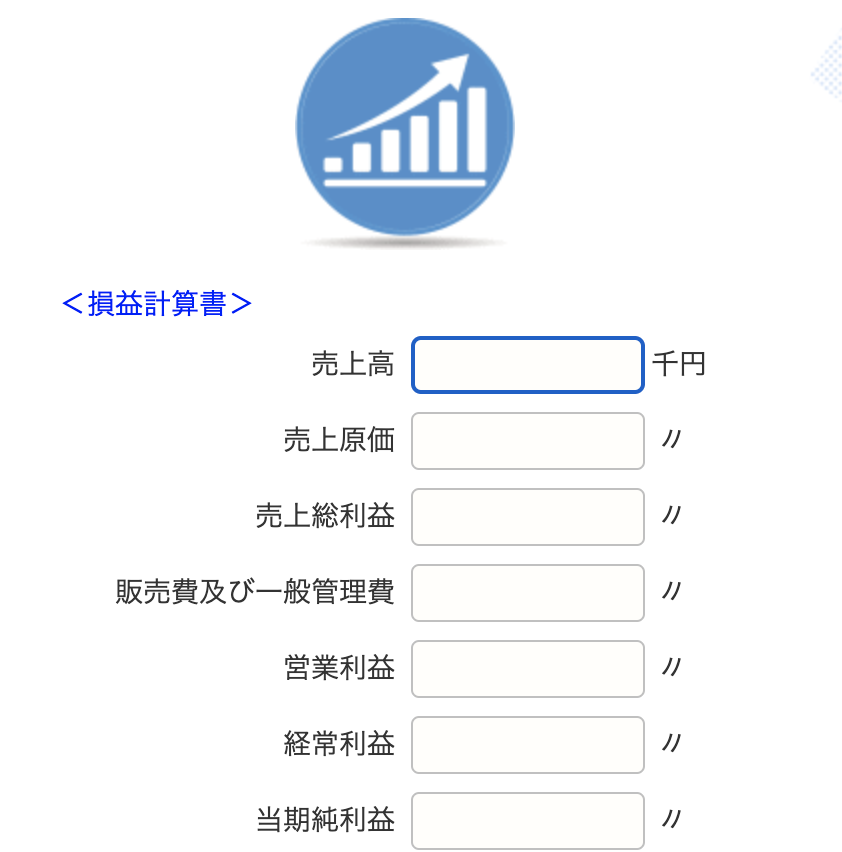 ＜損益計算書＞
売上高 千円
売上原価 〃
売上総利益 〃
販売費及び一般管理費 〃
営業利益 〃
経常利益 〃
当期純利益 〃